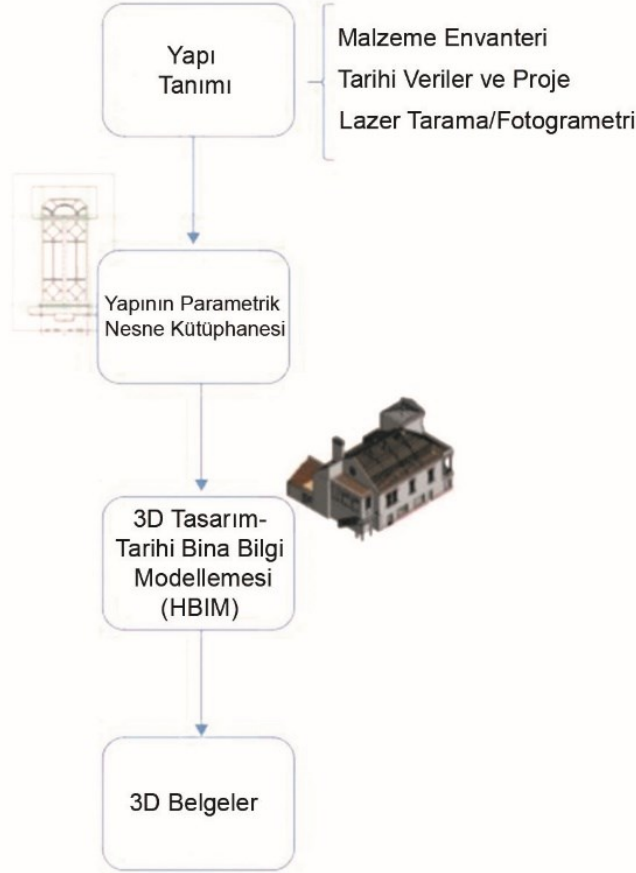 Yapı
Tanımı
Malzeme Envanteri
Tarihi Veriler ve Proje
Lazer Tarama/Fotogrametri
Yapının Parametrik
Nesne Kütüphanesi
3D Tasarım-
Tarihi Bina Bilgi
Modellemesi
(HBIM)
3D Belgeler